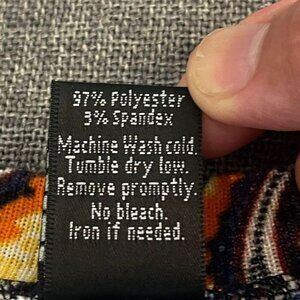 97% Polyester
3% Spandex
Machine Wash cold.
Tumble dry low.
Remove promptly.
No bleach.
Iron if needed.